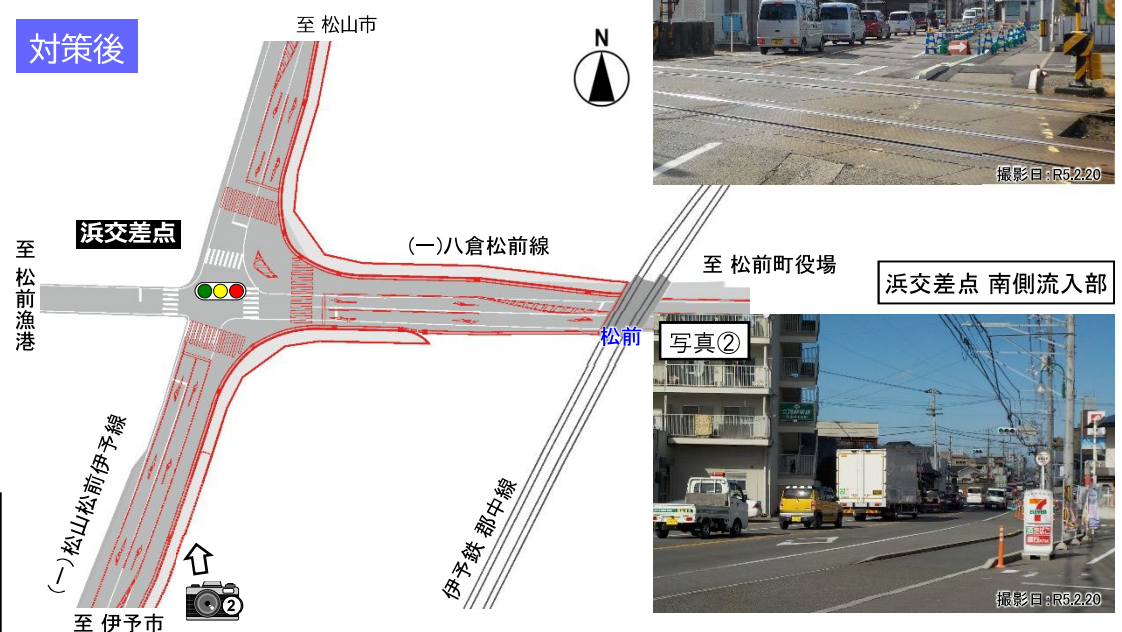 対策後
至 松山市
N
撮影日:R5.2.20
浜交差点
(一)八倉松前線
至 松前町役場
至 松前漁港
浜交差点 南側流入部
松前
写真②
(一)松山松前伊予線
伊予鉄 郡中線
7
ELEVEN
2
撮影日:R5.2.20
至 伊予市